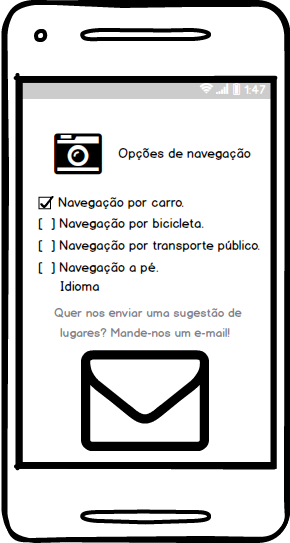 1:47
Opções de navegação
Navegação por carro.
[ ] Navegação por bicicleta.
[ ] Navegação por transporte público.
[ ] Navegação a pé.
Idioma
Quer nos enviar uma sugestão de
lugares? Mande-nos um e-mail!